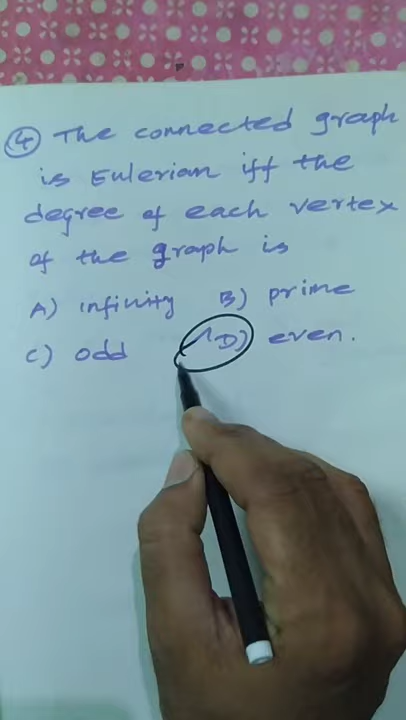 4 The connected graph
is Eulerian iff the
degree of each vertex
of the graph is
A) infinity B) prime
C) odd D) even.